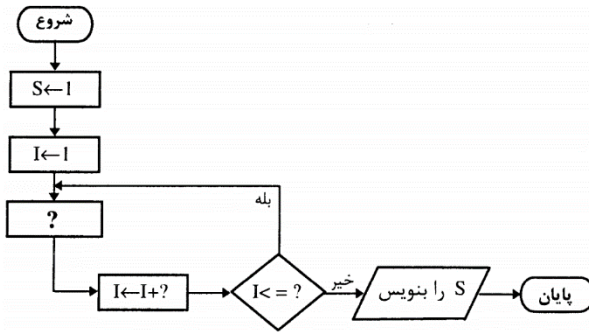 شروع
S←1
I←1
بله
?
I←I+?
I<= ?
خیر
S را بنویس
پایان